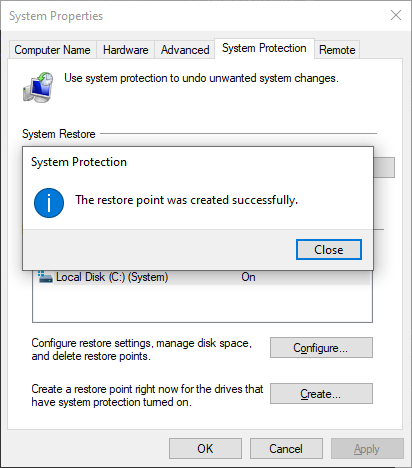 System Properties
Computer Name
Hardware
Advanced
System Protection
Remote
Use system protection to undo unwanted system changes.
System Restore
System Protection
The restore point was created successfully.
Close
Local Disk (C:) (System)
On
Configure restore settings, manage disk space,
and delete restore points.
Configure...
Create a restore point right now for the drives that
have system protection turned on.
Create...
OK
Cancel
Apply